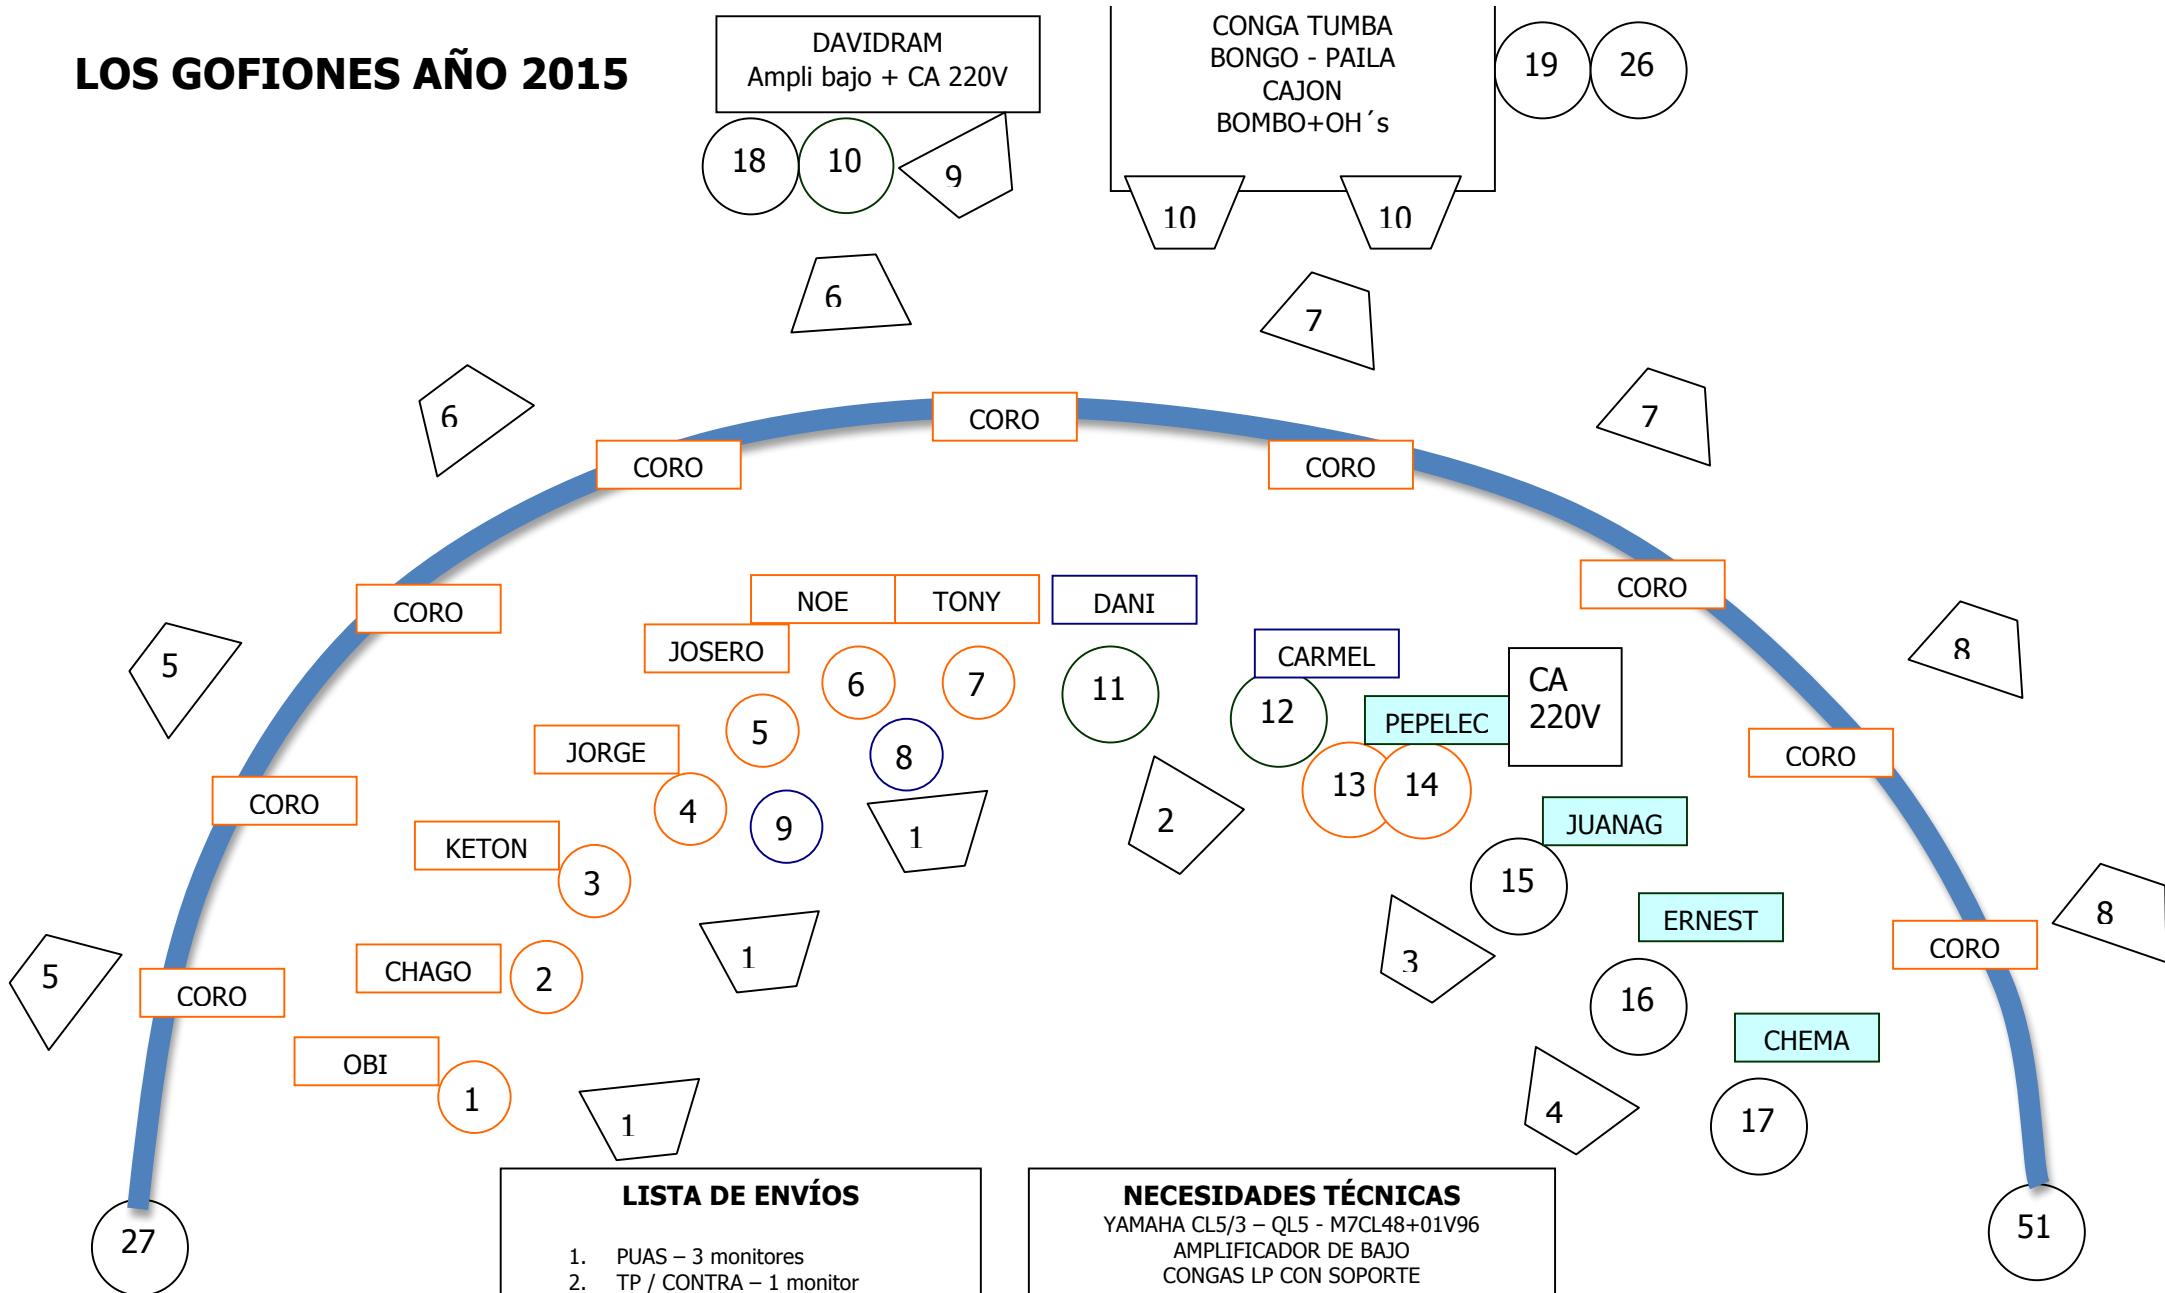 LOS GOFIONES AÑO 2015
DAVIDRAM
Ampli bajo + CA 220V
CONGA TUMBA
BONGO - PAILA
CAJON
BOMBO+OH´s
19
26
18
10
9
10
10
6
7
6
7
CORO
CORO
CORO
CORO
CORO
NOE
TONY
DANI
JOSERO
CARMEL
CA
220V
5
8
6
7
11
12
PEPELEC
5
8
JORGE
13
14
2
1
4
9
CORO
CORO
KETON
3
JUANAG
15
ERNEST
8
CORO
CORO
5
CHAGO
2
1
3
16
CHEMA
OBI
1
1
4
17
27
51
LISTA DE ENVÍOS
1. PUAS – 3 monitores
2. TP / CONTRA – 1 monitor
NECESIDADES TÉCNICAS
YAMAHA CL5/3 – QL5 - M7CL48+01V96
AMPLIFICADOR DE BAJO
CONGAS LP CON SOPORTE